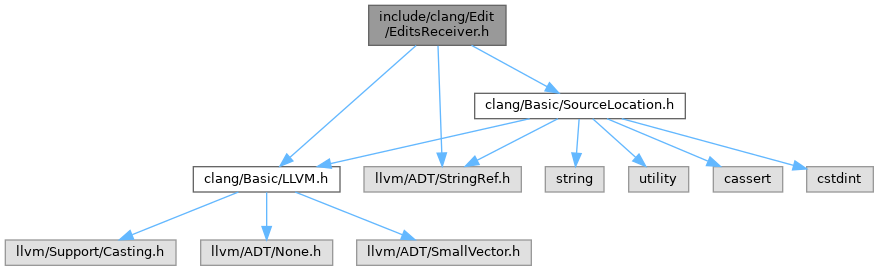 include/clang/Edit
/EditsReceiver.h
clang/Basic/SourceLocation.h
clang/Basic/LLVM.h
llvm/ADT/StringRef.h
string
utility
cassert
cstdint
llvm/Support/Casting.h
llvm/ADT/None.h
llvm/ADT/SmallVector.h